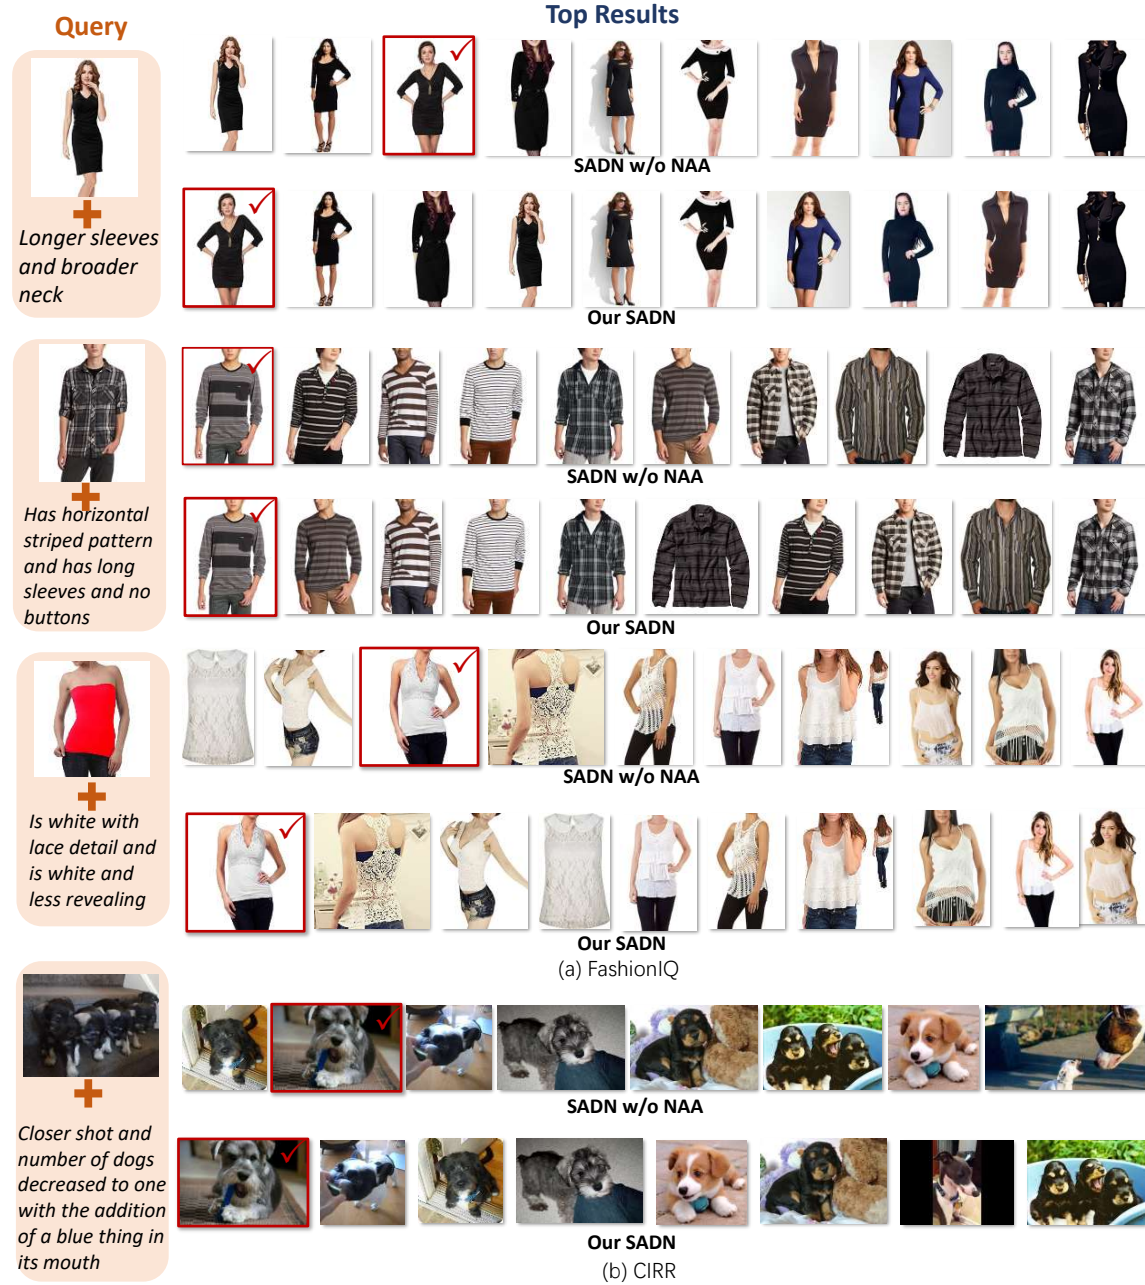 Query
Top Results
+
Longer sleeves
and broader
neck
SADN w/o NAA
Our SADN
+
Has horizontal
striped pattern
and has long
sleeves and no
buttons
SADN w/o NAA
Our SADN
+
Is white with
lace detail and
is white and
less revealing
SADN w/o NAA
Our SADN
(a) FashionIQ
+
Closer shot and
number of dogs
decreased to one
with the addition
of a blue thing in
its mouth
SADN w/o NAA
Our SADN
(b) CIRR